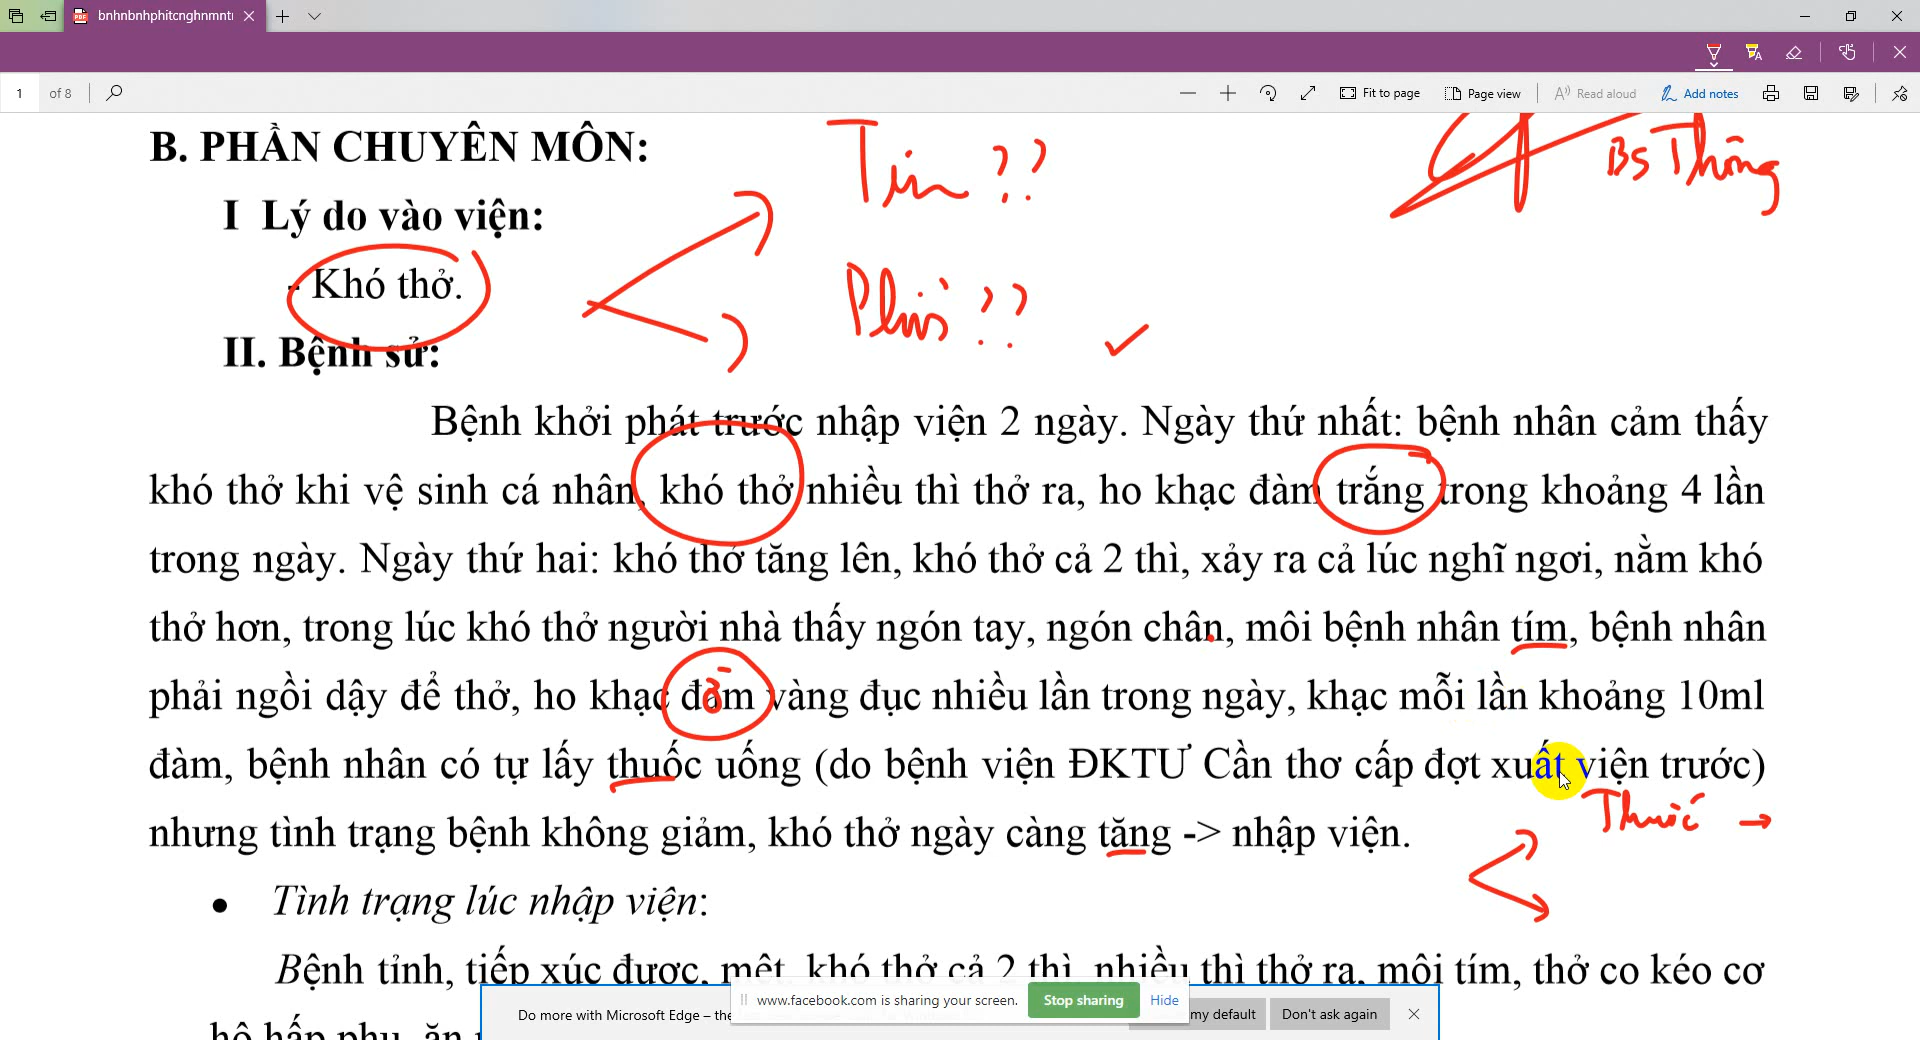 bnhnbnhphitcnghnmntr
1 of 8
Fit to page
Page view
Read aloud
Add notes
B. PHẦN CHUYÊN MÔN:
Tim ??
BS Thông
I Lý do vào viện:
- Khó thở.
Phổi ??
II. Bệnh sử:
Bệnh khởi phát trước nhập viện 2 ngày. Ngày thứ nhất: bệnh nhân cảm thấy
khó thở khi vệ sinh cá nhân, khó thở nhiều thì thở ra, ho khạc đàm trắng trong khoảng 4 lần
trong ngày. Ngày thứ hai: khó thở tăng lên, khó thở cả 2 thì, xảy ra cả lúc nghĩ ngơi, nằm khó
thở hơn, trong lúc khó thở người nhà thấy ngón tay, ngón chân, môi bệnh nhân tím, bệnh nhân
phải ngồi dậy để thở, ho khạc đàm vàng đục nhiều lần trong ngày, khạc mỗi lần khoảng 10ml
đàm, bệnh nhân có tự lấy thuốc uống (do bệnh viện ĐKTƯ Cần thơ cấp đợt xuất viện trước)
Thuốc →
nhưng tình trạng bệnh không giảm, khó thở ngày càng tăng -> nhập viện.
• Tình trạng lúc nhập viện:
Bệnh tỉnh, tiếp xúc được, mệt, khó thở cả 2 thì, nhiều thì thở ra, môi tím, thở co kéo cơ
hô hấp phụ, ăn
www.facebook.com is sharing your screen.
Stop sharing
Hide
Do more with Microsoft Edge – the
my default
Don't ask again